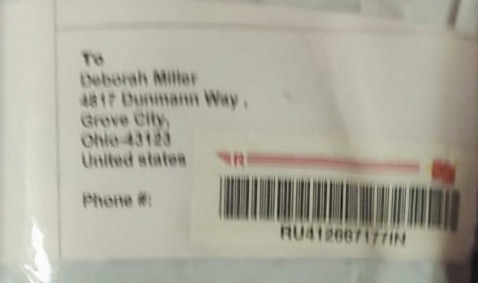 To
Deborah Miller
4817 Dunmann Way,
Grove City,
Ohio-43123
United states
Phone #:
R
RU412667177IN